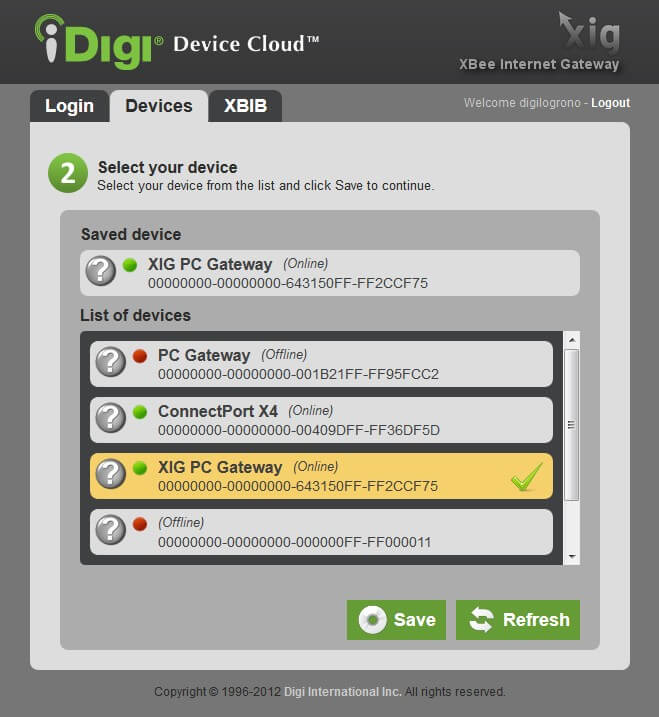 iDigi® Device Cloud™
xig
XBee Internet Gateway
Login
Devices
XBIB
Welcome digilogrono - Logout
2
Select your device
Select your device from the list and click Save to continue.
Saved device
? XIG PC Gateway (Online)
00000000-00000000-643150FF-FF2CCF75
List of devices
? PC Gateway (Offline)
00000000-00000000-001B21FF-FF95FCC2
? ConnectPort X4 (Online)
00000000-00000000-00409DFF-FF36DF5D
? XIG PC Gateway (Online)
00000000-00000000-643150FF-FF2CCF75
? (Offline)
00000000-00000000-000000FF-FF000011
Save
Refresh
Copyright © 1996-2012 Digi International Inc. All rights reserved.